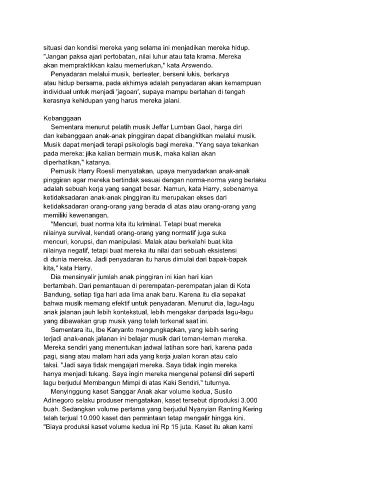 situasi dan kondisi mereka yang selama ini menjadikan mereka hidup.
"Jangan paksa ajari pertobatan, nilai luhur atau tata krama. Mereka
akan mempraktikkan kalau memerlukan," kata Arswendo.
Penyadaran melalui musik, berteater, berseni lukis, berkarya
atau hidup bersama, pada akhirnya adalah penyadaran akan kemampuan
individual untuk menjadi 'jagoan', supaya mampu bertahan di tengah
kerasnya kehidupan yang harus mereka jalani.
Kebanggaan
Sementara menurut pelatih musik Jeffar Lumban Gaol, harga diri
dan kebanggaan anak-anak pinggiran dapat dibangkitkan melalui musik.
Musik dapat menjadi terapi psikologis bagi mereka. "Yang saya tekankan
pada mereka: jika kalian bermain musik, maka kalian akan
diperhatikan," katanya.
Pemusik Harry Roesli menyatakan, upaya menyadarkan anak-anak
pinggiran agar mereka bertindak sesuai dengan norma-norma yang berlaku
adalah sebuah kerja yang sangat besar. Namun, kata Harry, sebenarnya
ketidaksadaran anak-anak pinggiran itu merupakan ekses dari
ketidaksadaran orang-orang yang berada di atas atau orang-orang yang
memiliki kewenangan.
"Mencuri, buat norma kita itu kriminal. Tetapi buat mereka
nilainya survival, kendati orang-orang yang normatif juga suka
mencuri, korupsi, dan manipulasi. Malak atau berkelahi buat kita
nilainya negatif, tetapi buat mereka itu nilai dari sebuah eksistensi
di dunia mereka. Jadi penyadaran itu harus dimulai dari bapak-bapak
kita," kata Harry.
Dia mensinyalir jumlah anak pinggiran ini kian hari kian
bertambah. Dari pemantauan di perempatan-perempatan jalan di Kota
Bandung, setiap tiga hari ada lima anak baru. Karena itu dia sepakat
bahwa musik memang efektif untuk penyadaran. Menurut dia, lagu-lagu
anak jalanan jauh lebih kontekstual, lebih mengakar daripada lagu-lagu
yang dibawakan grup musik yang telah terkenal saat ini.
Sementara itu, Ibe Karyanto mengungkapkan, yang lebih sering
terjadi anak-anak jalanan ini belajar musik dari teman-teman mereka.
Mereka sendiri yang menentukan jadwal latihan sore hari, karena pada
pagi, siang atau malam hari ada yang kerja jualan koran atau calo
taksi. "Jadi saya tidak mengajari mereka. Saya tidak ingin mereka
hanya menjadi tukang. Saya ingin mereka mengenal potensi diri seperti
lagu berjudul Membangun Mimpi di atas Kaki Sendiri," tuturnya.
Menyinggung kaset Sanggar Anak akar volume kedua, Susilo
Adinegoro selaku produser mengatakan, kaset tersebut diproduksi 3.000
buah. Sedangkan volume pertama yang berjudul Nyanyian Ranting Kering
telah terjual 10.000 kaset dan permintaan tetap mengalir hingga kini.
"Biaya produksi kaset volume kedua ini Rp 15 juta. Kaset itu akan kami